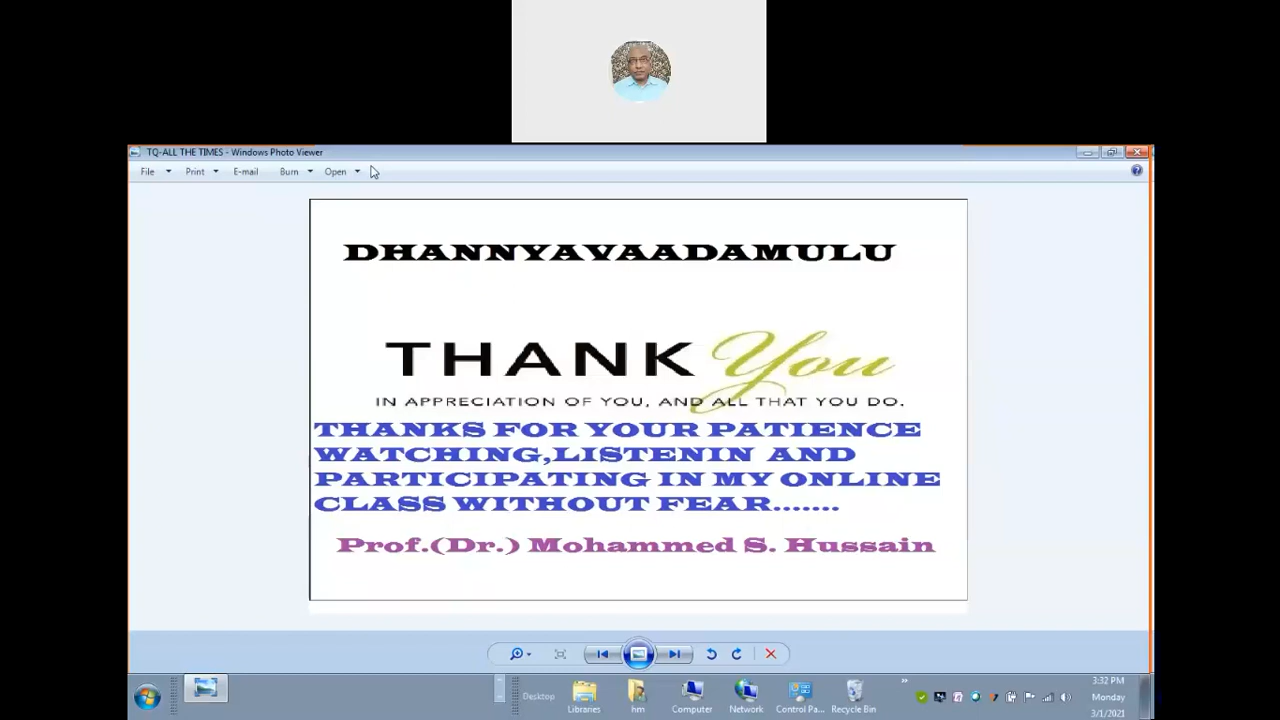 TQ-ALL THE TIMES - Windows Photo Viewer
File Print E-mail Burn Open
DHANNYAVAADAMULU
THANK You
IN APPRECIATION OF YOU, AND ALL THAT YOU DO.
THANKS FOR YOUR PATIENCE
WATCHING,LISTENIN AND
PARTICIPATING IN MY ONLINE
CLASS WITHOUT FEAR.......
Prof.(Dr.) Mohammed S. Hussain
Desktop
Libraries
hm
Computer
Network
Control Pa...
Recycle Bin
3:32 PM
Monday
3/1/2021